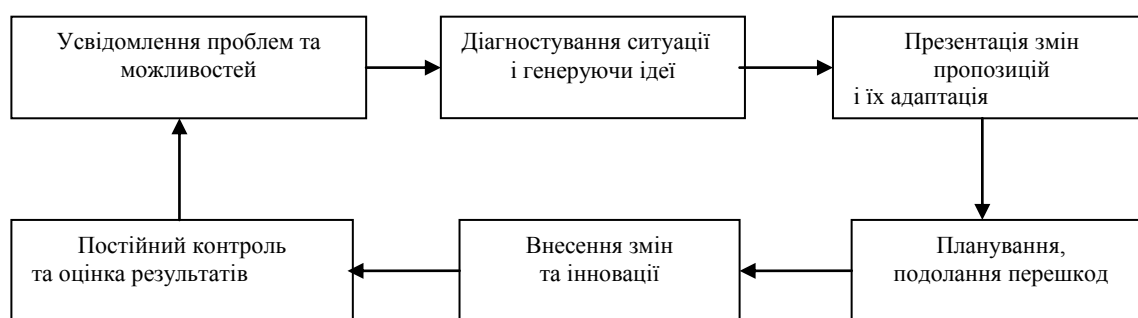 Усвідомлення проблем та
можливостей
Діагностування ситуації
і генеруючи ідеї
Презентація змін
пропозицій
і їх адаптація
Постійний контроль
та оцінка результатів
Внесення змін
та інновації
Планування,
подолання перешкод